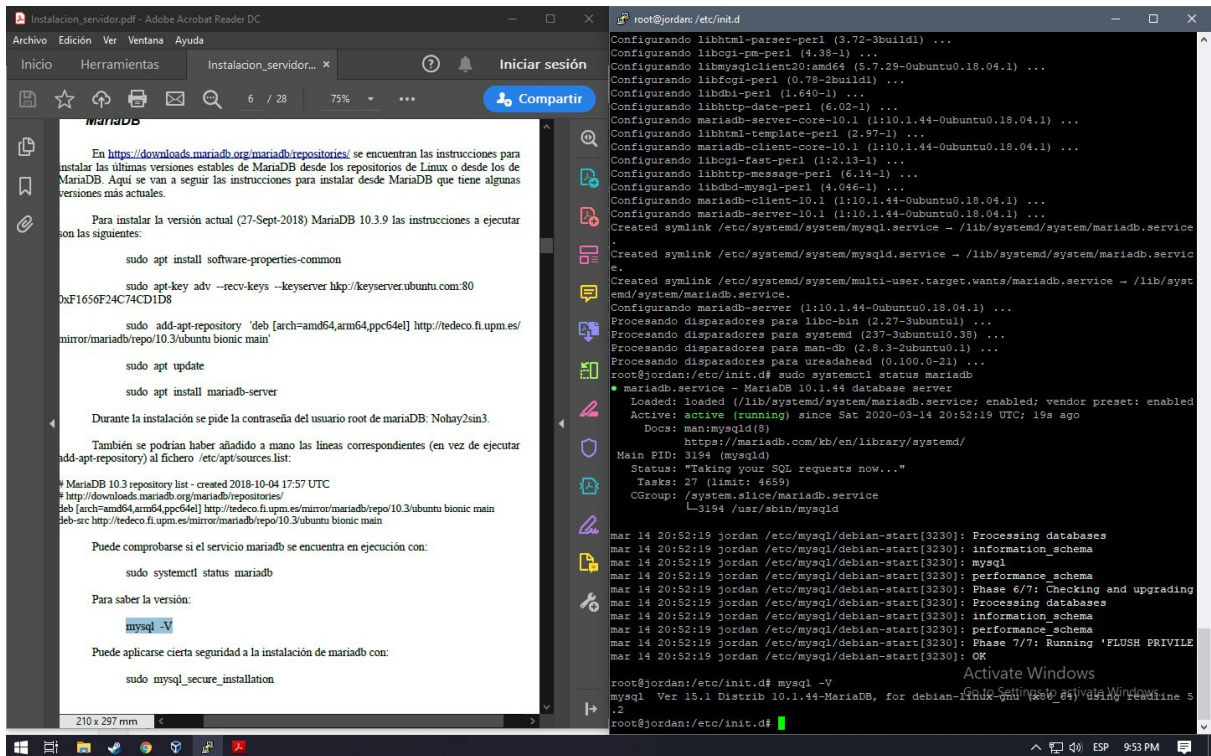 Instalacion_servidor.pdf - Adobe Acrobat Reader DC
Archivo Edición Ver Ventana Ayuda
Inicio Herramientas Instalacion_servidor... × Iniciar sesión
6 / 28 75% Compartir
MariaDB
En https://downloads.mariadb.org/mariadb/repositories/ se encuentran las instrucciones para
instalar las últimas versiones estables de MariaDB desde los repositorios de Linux o desde los de
MariaDB. Aquí se van a seguir las instrucciones para instalar desde MariaDB que tiene algunas
versiones más actuales.
Para instalar la versión actual (27-Sept-2018) MariaDB 10.3.9 las instrucciones a ejecutar
son las siguientes:
sudo apt install software-properties-common
sudo apt-key adv --recv-keys --keyserver hkp://keyserver.ubuntu.com:80
0xF1656F24C74CD1D8
sudo add-apt-repository 'deb [arch=amd64,arm64,ppc64el] http://tedeco.fi.upm.es/
mirror/mariadb/repo/10.3/ubuntu bionic main'
sudo apt update
sudo apt install mariadb-server
Durante la instalación se pide la contraseña del usuario root de mariaDB: Nohay2sin3.
También se podrían haber añadido a mano las líneas correspondientes (en vez de ejecutar
add-apt-repository) al fichero /etc/apt/sources.list:
# MariaDB 10.3 repository list - created 2018-10-04 17:57 UTC
# http://downloads.mariadb.org/mariadb/repositories/
deb [arch=amd64,arm64,ppc64el] http://tedeco.fi.upm.es/mirror/mariadb/repo/10.3/ubuntu bionic main
deb-src http://tedeco.fi.upm.es/mirror/mariadb/repo/10.3/ubuntu bionic main
Puede comprobarse si el servicio mariadb se encuentra en ejecución con:
sudo systemctl status mariadb
Para saber la versión:
mysql -V
Puede aplicarse cierta seguridad a la instalación de mariadb con:
sudo mysql_secure_installation
210 x 297 mm
root@jordan: /etc/init.d
Configurando libhtml-parser-perl (3.72-3build1) ...
Configurando libcgi-pm-perl (4.38-1) ...
Configurando libmysqlclient20:amd64 (5.7.29-0ubuntu0.18.04.1) ...
Configurando libfcgi-perl (0.78-2build1) ...
Configurando libdbi-perl (1.640-1) ...
Configurando libhttp-date-perl (6.02-1) ...
Configurando mariadb-server-core-10.1 (1:10.1.44-0ubuntu0.18.04.1) ...
Configurando libhtml-template-perl (2.97-1) ...
Configurando mariadb-client-core-10.1 (1:10.1.44-0ubuntu0.18.04.1) ...
Configurando libcgi-fast-perl (1:2.13-1) ...
Configurando libhttp-message-perl (6.14-1) ...
Configurando libdbd-mysql-perl (4.046-1) ...
Configurando mariadb-client-10.1 (1:10.1.44-0ubuntu0.18.04.1) ...
Configurando mariadb-server-10.1 (1:10.1.44-0ubuntu0.18.04.1) ...
Created symlink /etc/systemd/system/mysql.service → /lib/systemd/system/mariadb.service
.
Created symlink /etc/systemd/system/mysqld.service → /lib/systemd/system/mariadb.servic
e.
Created symlink /etc/systemd/system/multi-user.target.wants/mariadb.service → /lib/syst
emd/system/mariadb.service.
Configurando mariadb-server (1:10.1.44-0ubuntu0.18.04.1) ...
Procesando disparadores para libc-bin (2.27-3ubuntu1) ...
Procesando disparadores para systemd (237-3ubuntu10.38) ...
Procesando disparadores para man-db (2.8.3-2ubuntu0.1) ...
Procesando disparadores para ureadahead (0.100.0-21) ...
root@jordan:/etc/init.d# sudo systemctl status mariadb
● mariadb.service - MariaDB 10.1.44 database server
Loaded: loaded (/lib/systemd/system/mariadb.service; enabled; vendor preset: enabled
Active: active (running) since Sat 2020-03-14 20:52:19 UTC; 19s ago
Docs: man:mysqld(8)
https://mariadb.com/kb/en/library/systemd/
Main PID: 3194 (mysqld)
Status: "Taking your SQL requests now..."
Tasks: 27 (limit: 4659)
CGroup: /system.slice/mariadb.service
└─3194 /usr/sbin/mysqld
mar 14 20:52:19 jordan /etc/mysql/debian-start[3230]: Processing databases
mar 14 20:52:19 jordan /etc/mysql/debian-start[3230]: information_schema
mar 14 20:52:19 jordan /etc/mysql/debian-start[3230]: mysql
mar 14 20:52:19 jordan /etc/mysql/debian-start[3230]: performance_schema
mar 14 20:52:19 jordan /etc/mysql/debian-start[3230]: Phase 6/7: Checking and upgrading
mar 14 20:52:19 jordan /etc/mysql/debian-start[3230]: Processing databases
mar 14 20:52:19 jordan /etc/mysql/debian-start[3230]: information_schema
mar 14 20:52:19 jordan /etc/mysql/debian-start[3230]: performance_schema
mar 14 20:52:19 jordan /etc/mysql/debian-start[3230]: Phase 7/7: Running 'FLUSH PRIVILE
mar 14 20:52:19 jordan /etc/mysql/debian-start[3230]: OK
Activate Windows
Go to Settings to activate Windows.
root@jordan:/etc/init.d# mysql -V
mysql Ver 15.1 Distrib 10.1.44-MariaDB, for debian-linux-gnu (x86_64) using readline 5
.2
root@jordan:/etc/init.d#
ESP 9:53 PM